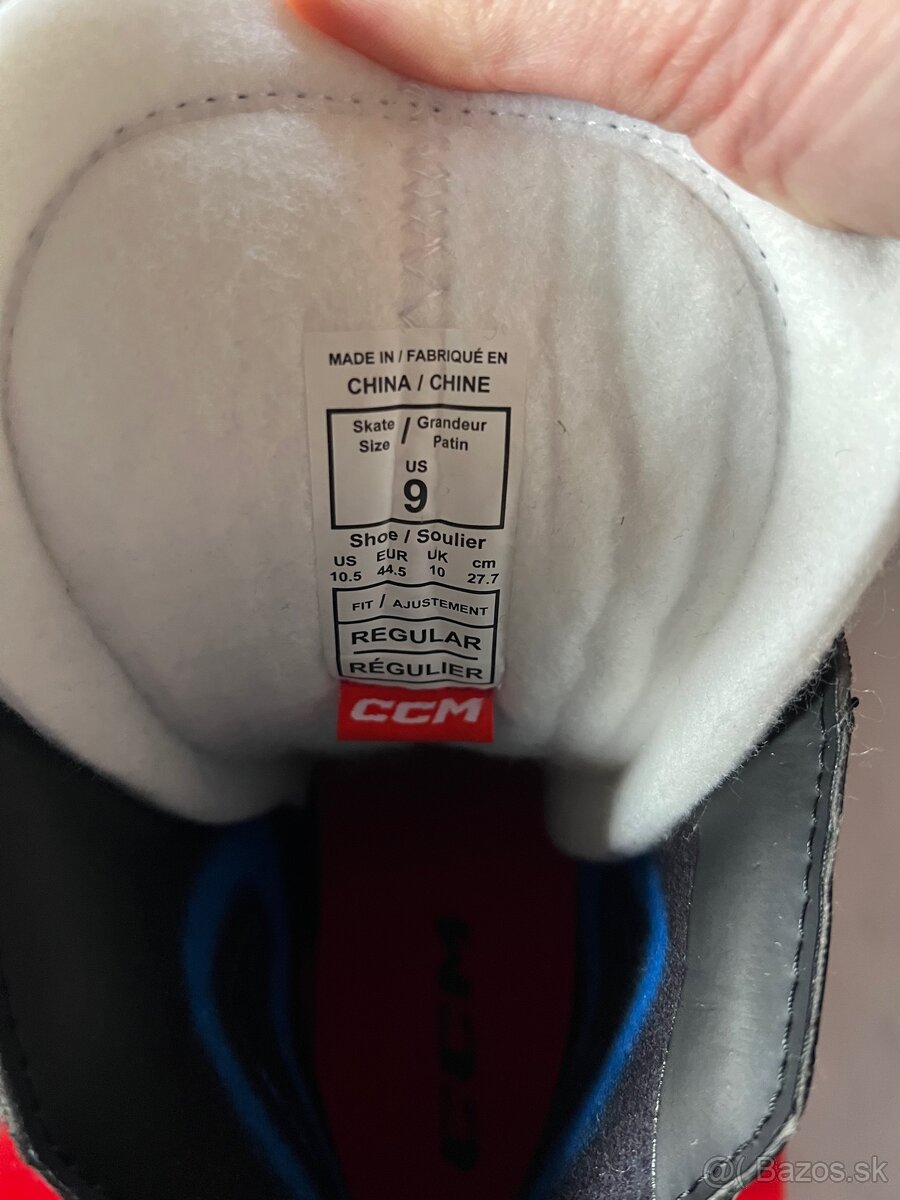 MADE IN / FABRIQUÉ EN
CHINA / CHINE
Skate Size / Grandeur Patin
US
9
Shoe / Soulier
US EUR UK cm
10.5 44.5 10 27.7
FIT / AJUSTEMENT
REGULAR
RÉGULIER
CCM
CCM
@ Bazos.sk